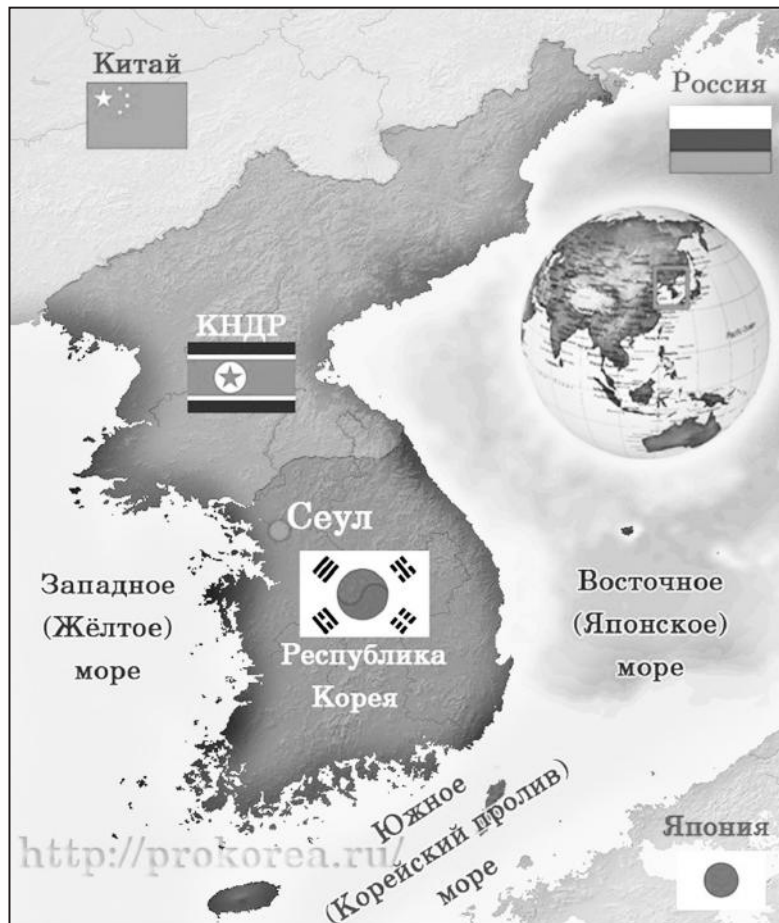 Китай
Россия
КНДР
Сеул
Западное
(Жёлтое)
море
Восточное
(Японское)
море
Республика
Корея
Южное
(Корейский пролив)
море
Япония
http://prokorea.ru/